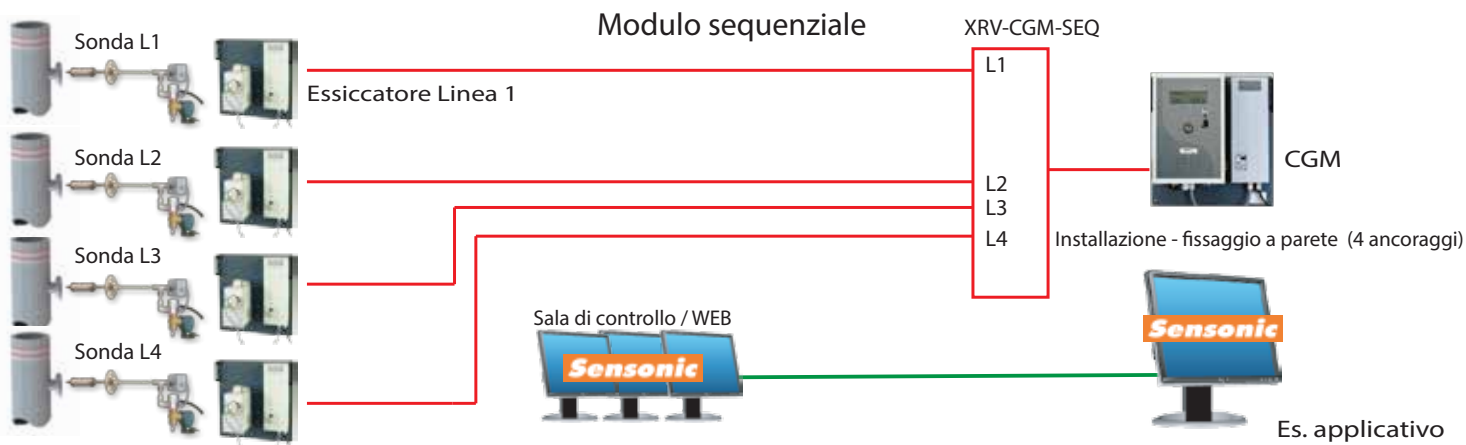 Modulo sequenziale
XRV-CGM-SEQ
Sonda L1
L1
Essiccatore Linea 1
Sonda L2
L2
CGM
L3
L4
Installazione - fissaggio a parete (4 ancoraggi)
Sonda L3
Sala di controllo / WEB
Sensonic
Sensonic
Sonda L4
Es. applicativo